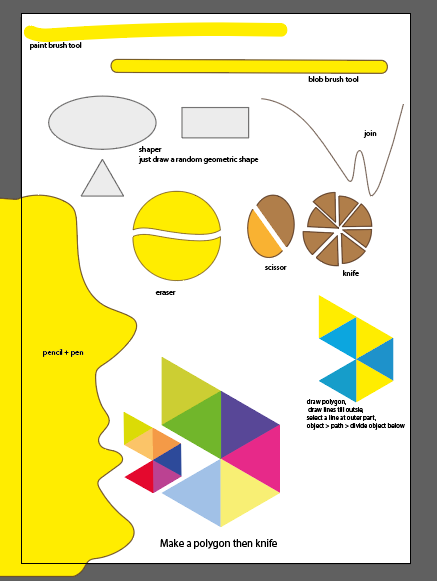 paint brush tool
blob brush tool
join
shaper
just draw a random geometric shape
scissor
knife
eraser
pencil + pen
draw polygon,
draw lines till outsie,
select a line at outer part,
object > path > divide object below
Make a polygon then knife